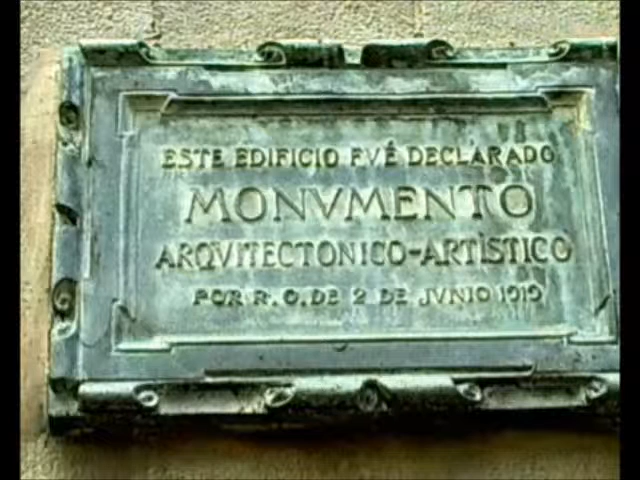 ESTE EDIFICIO FVÉ DECLARADO
MONVMENTO
ARQVITECTONICO-ARTÍSTICO
POR R.O. DE 2 DE JVNIO 1919